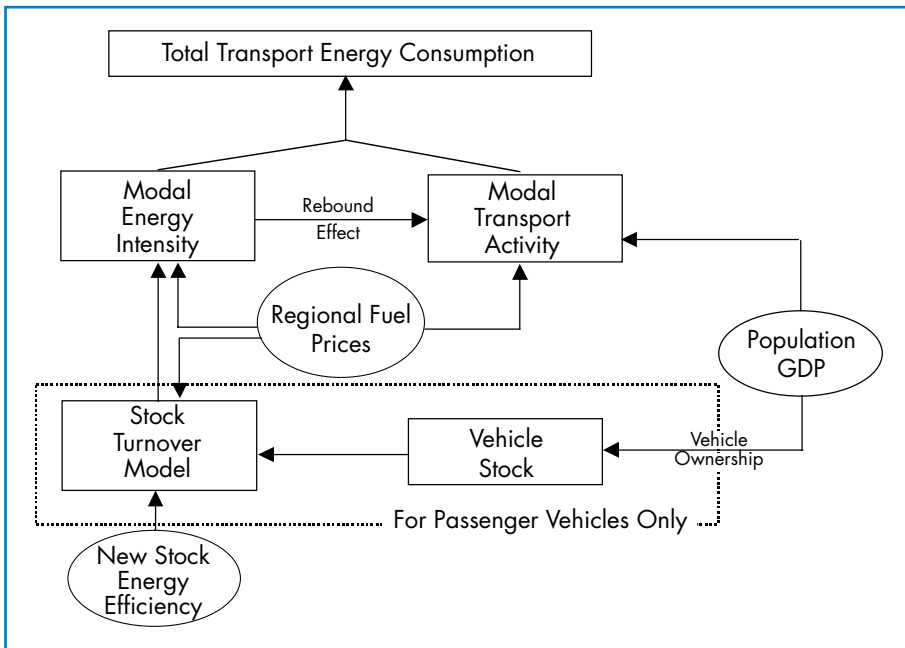 Total Transport Energy Consumption
Modal
Energy
Intensity
Rebound
Effect
Modal
Transport
Activity
Regional Fuel
Prices
Population
GDP
Stock
Turnover
Model
Vehicle
Stock
Vehicle
Ownership
For Passenger Vehicles Only
New Stock
Energy
Efficiency